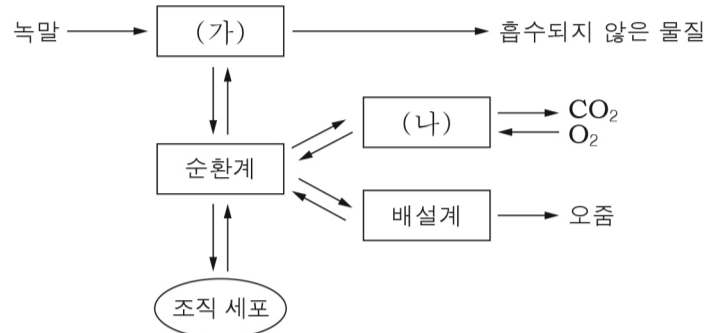 녹말
(가)
흡수되지 않은 물질
(나)
CO₂
O₂
순환계
배설계
오줌
조직 세포